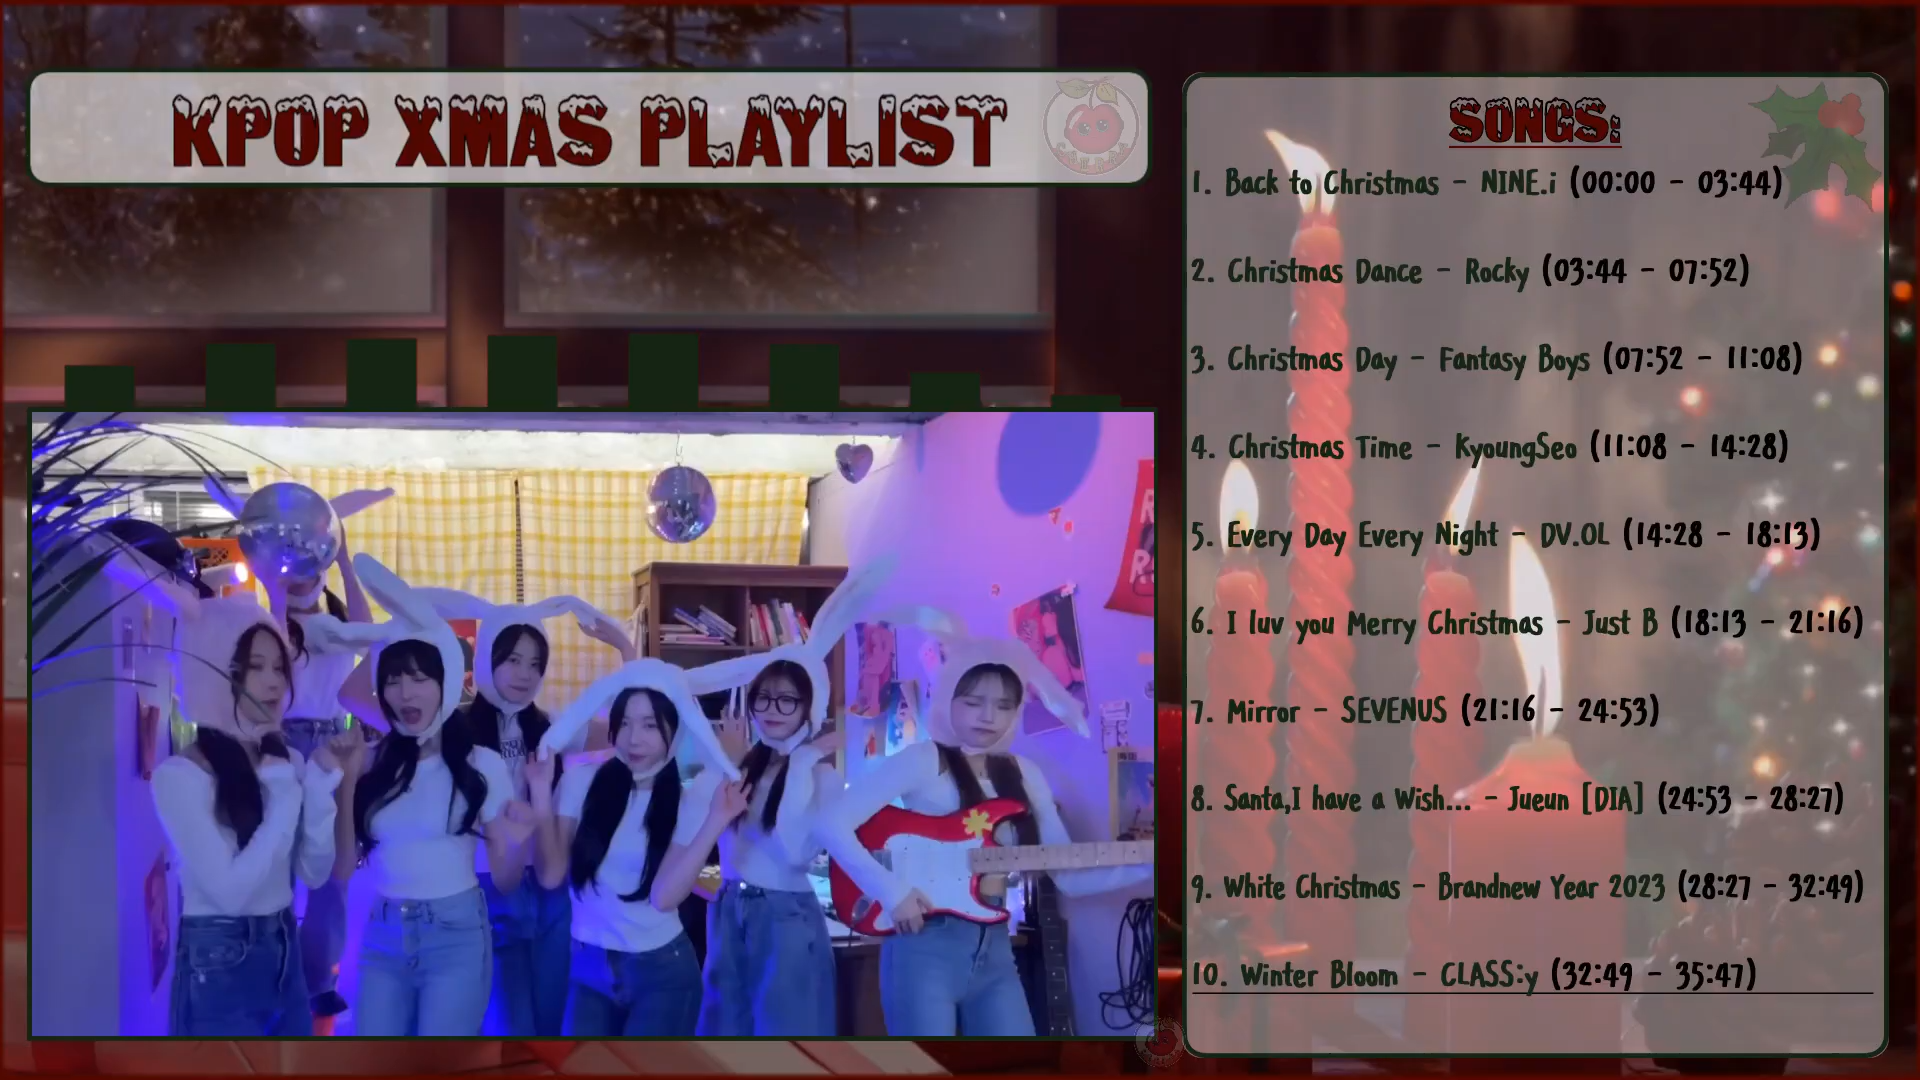 KPOP XMAS PLAYLIST
SONGS:
1. Back to Christmas - NINE.i (00:00 - 03:44)
2. Christmas Dance - Rocky (03:44 - 07:52)
3. Christmas Day - Fantasy Boys (07:52 - 11:08)
4. Christmas Time - KyoungSeo (11:08 - 14:28)
5. Every Day Every Night - DV.OL (14:28 - 18:13)
6. I luv you Merry Christmas - Just B (18:13 - 21:16)
7. Mirror - SEVENUS (21:16 - 24:53)
8. Santa,I have a Wish... - Jueun [DIA] (24:53 - 28:27)
9. White Christmas - Brandnew Year 2023 (28:27 - 32:49)
10. Winter Bloom - CLASS:y (32:49 - 35:47)